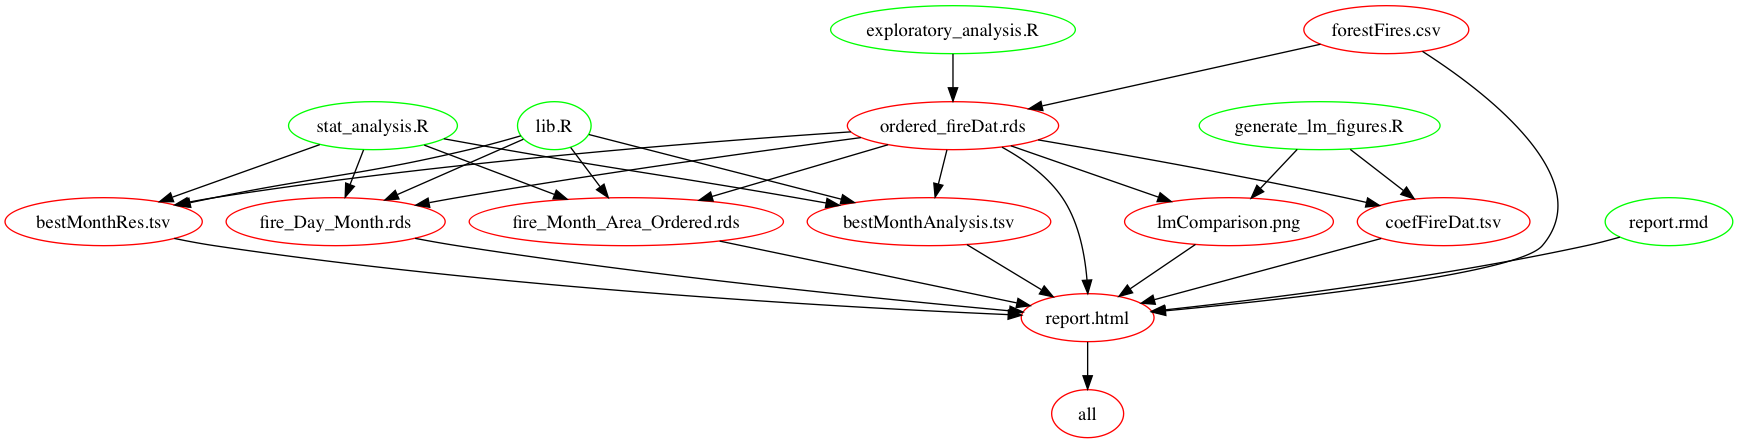 exploratory_analysis.R
forestFires.csv
stat_analysis.R
lib.R
ordered_fireDat.rds
generate_lm_figures.R
bestMonthRes.tsv
fire_Day_Month.rds
fire_Month_Area_Ordered.rds
bestMonthAnalysis.tsv
lmComparison.png
coefFireDat.tsv
report.rmd
report.html
all